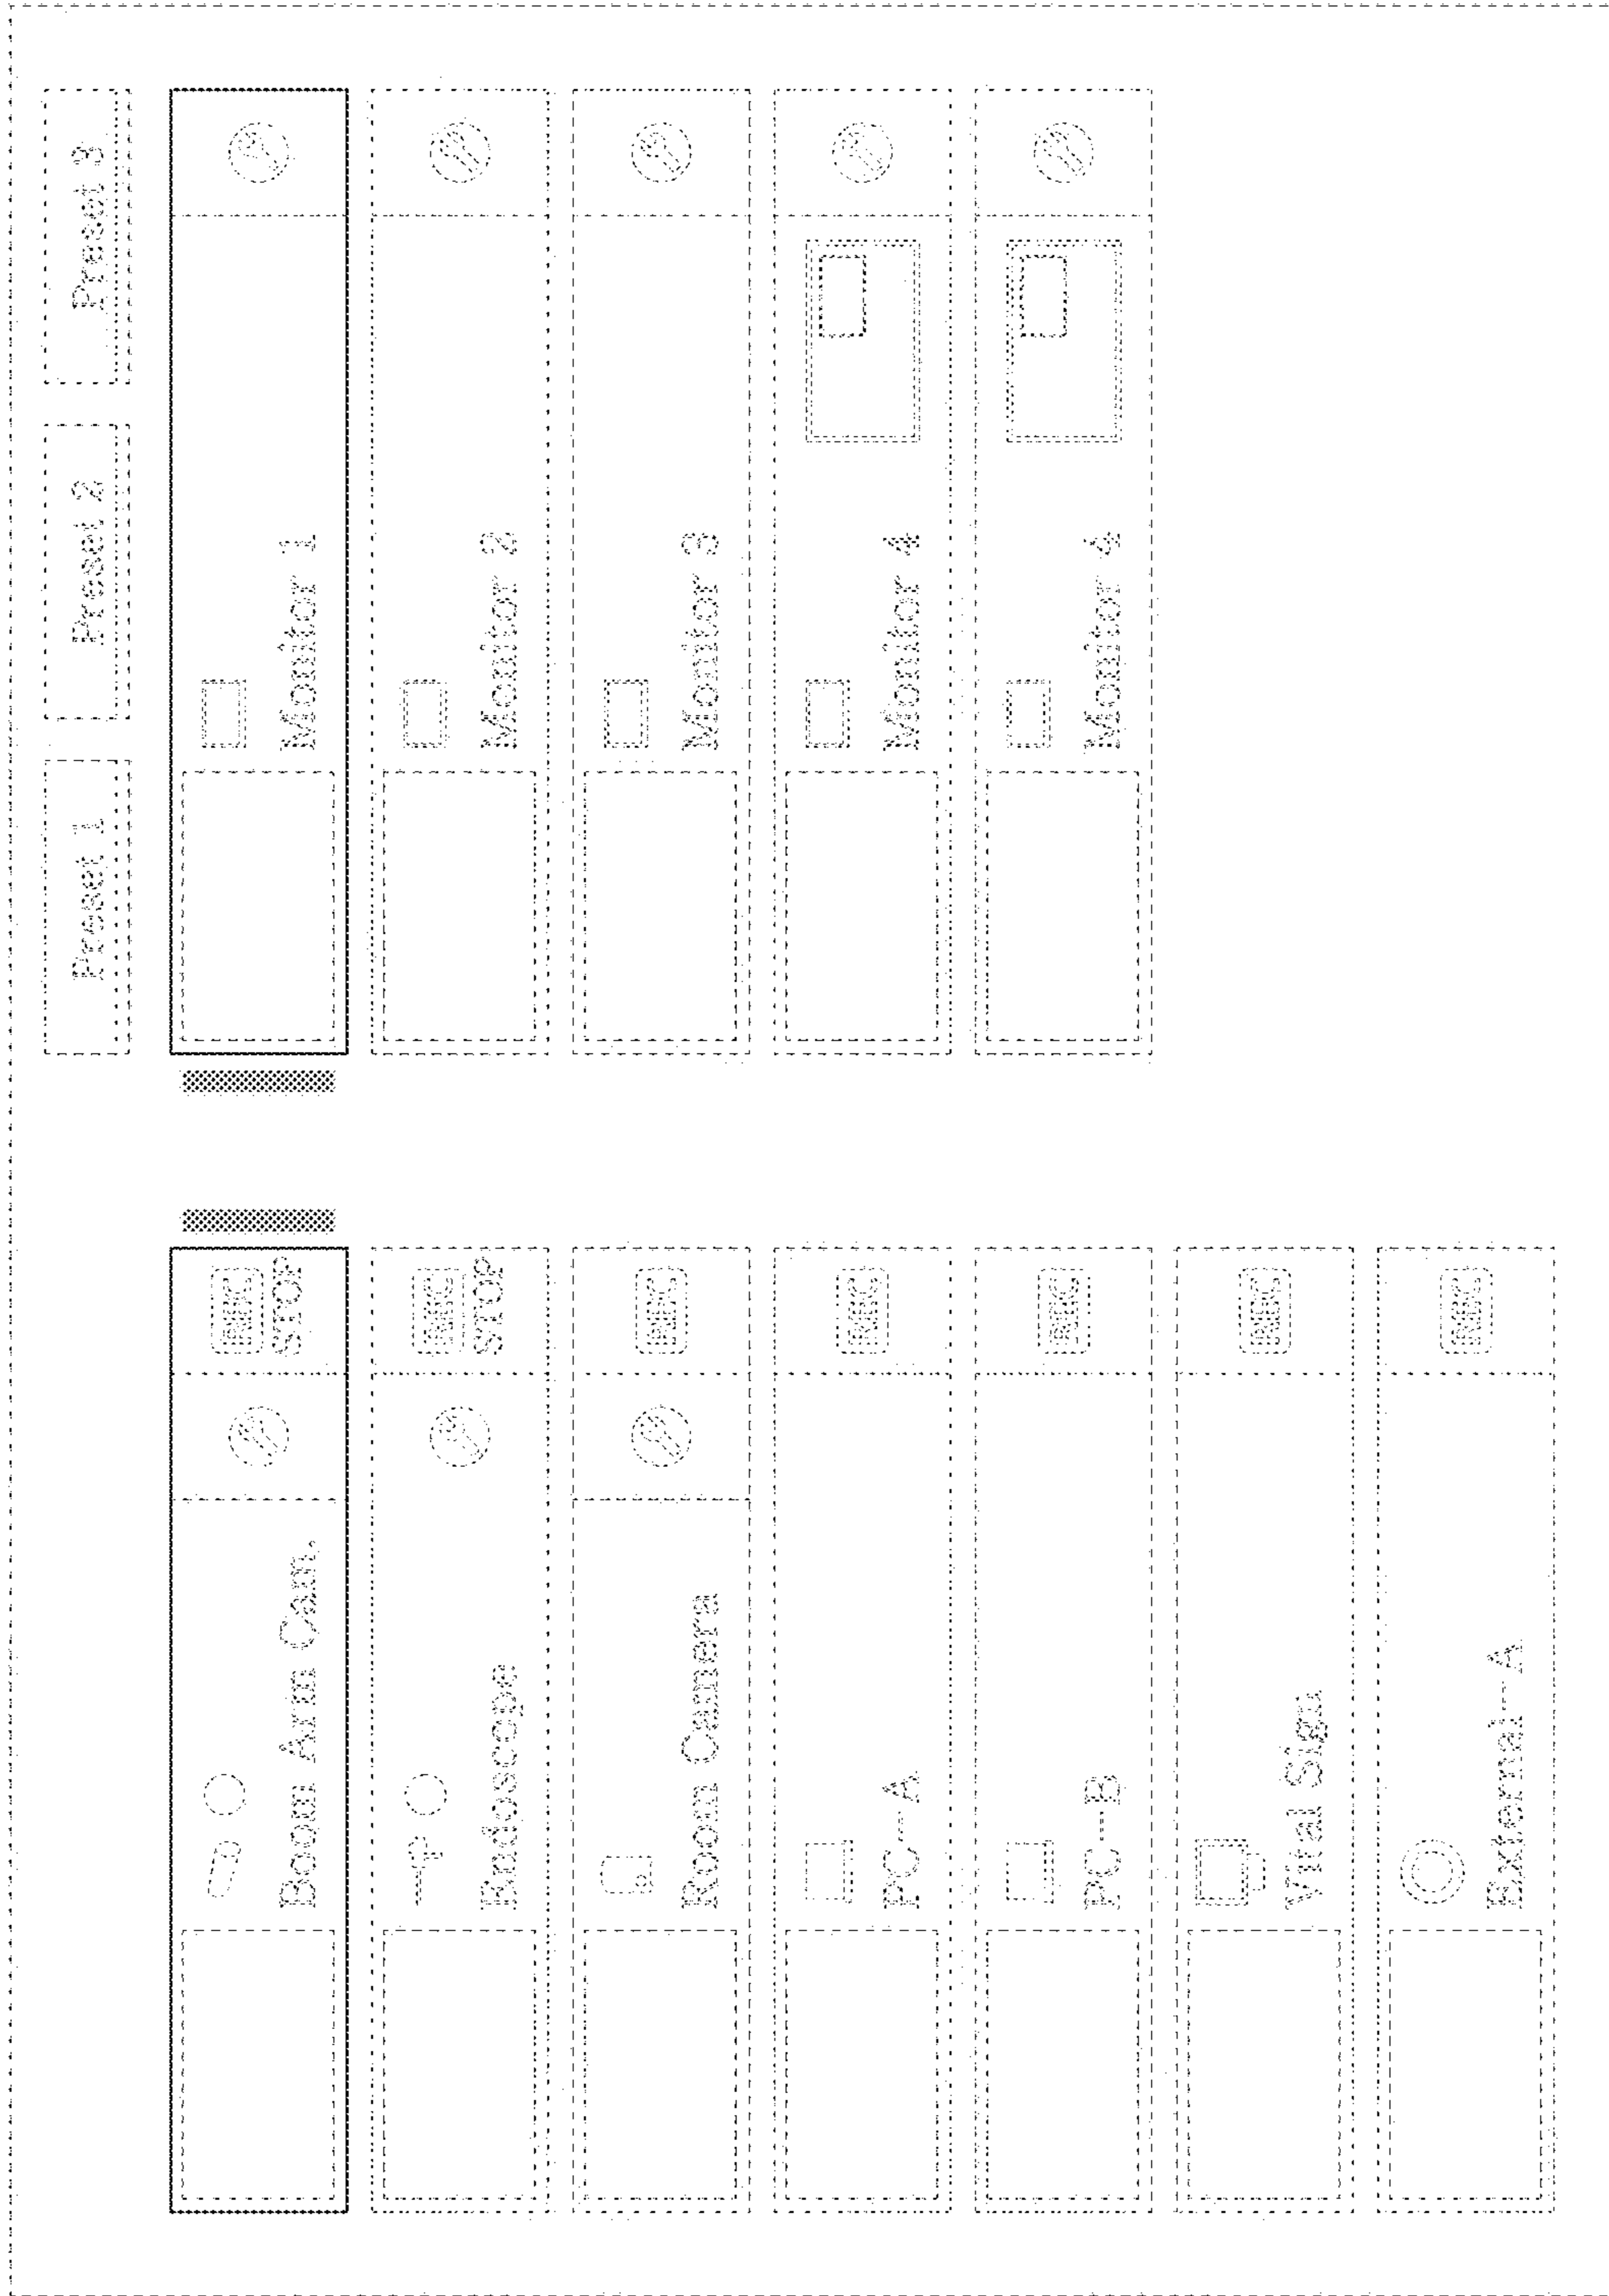 Preset 1
Preset 2
Preset 3
Boom Arm Cam.
REC
STOP
Endoscope
REC
STOP
Room Camera
REC
PC-A
REC
PC-B
REC
Vital Sign
REC
External-A
REC
Monitor 1
Monitor 2
Monitor 3
Monitor 4
Monitor 4